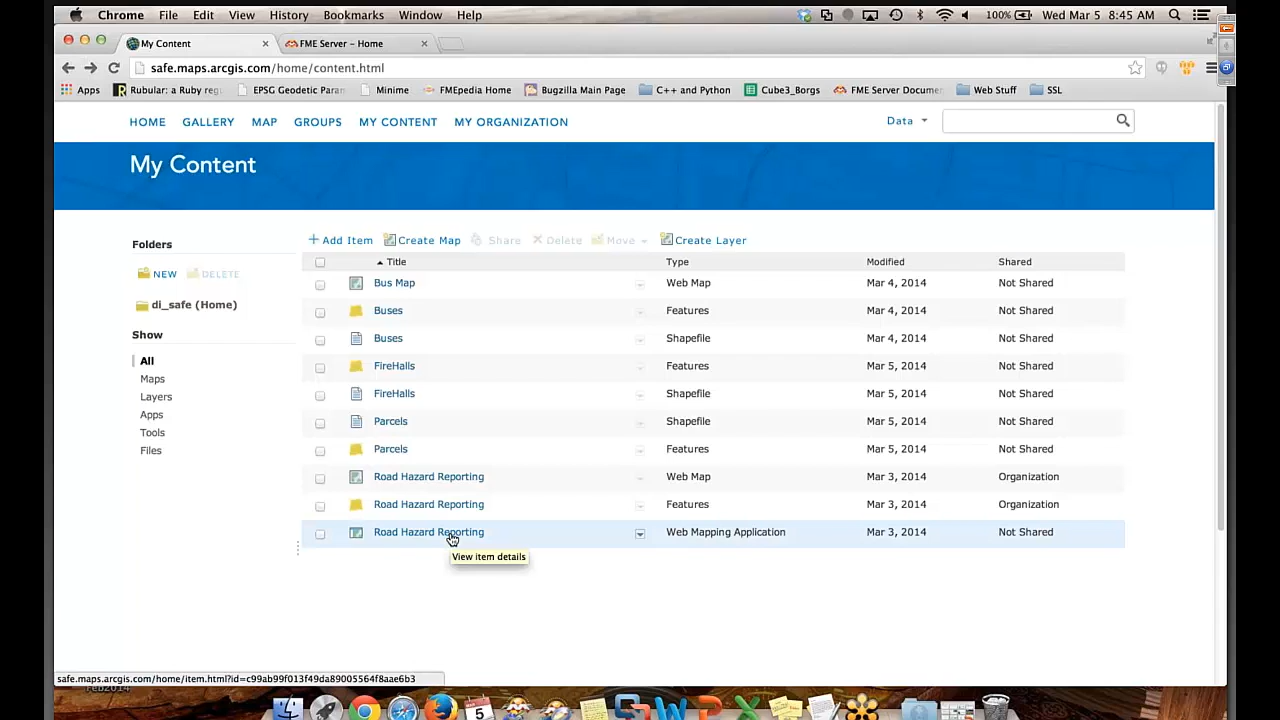 Chrome File Edit View History Bookmarks Window Help 100% Wed Mar 5 8:45 AM
My Content FME Server – Home
safe.maps.arcgis.com/home/content.html
Apps Rubular: a Ruby reg EPSG Geodetic Param Minime FMEpedia Home Bugzilla Main Page C++ and Python Cube3_Borgs FME Server Documen Web Stuff SSL
HOME GALLERY MAP GROUPS MY CONTENT MY ORGANIZATION Data
My Content
Folders
NEW DELETE
di_safe (Home)
Show
All
Maps
Layers
Apps
Tools
Files
+ Add Item Create Map Share Delete Move Create Layer
Title Type Modified Shared
Bus Map Web Map Mar 4, 2014 Not Shared
Buses Features Mar 4, 2014 Not Shared
Buses Shapefile Mar 4, 2014 Not Shared
FireHalls Features Mar 5, 2014 Not Shared
FireHalls Shapefile Mar 5, 2014 Not Shared
Parcels Shapefile Mar 5, 2014 Not Shared
Parcels Features Mar 5, 2014 Not Shared
Road Hazard Reporting Web Map Mar 3, 2014 Organization
Road Hazard Reporting Features Mar 3, 2014 Organization
Road Hazard Reporting Web Mapping Application Mar 3, 2014 Not Shared
View item details
safe.maps.arcgis.com/home/item.html?id=c99ab99f013f49da89005564f8aae6b3
Feb2014
5